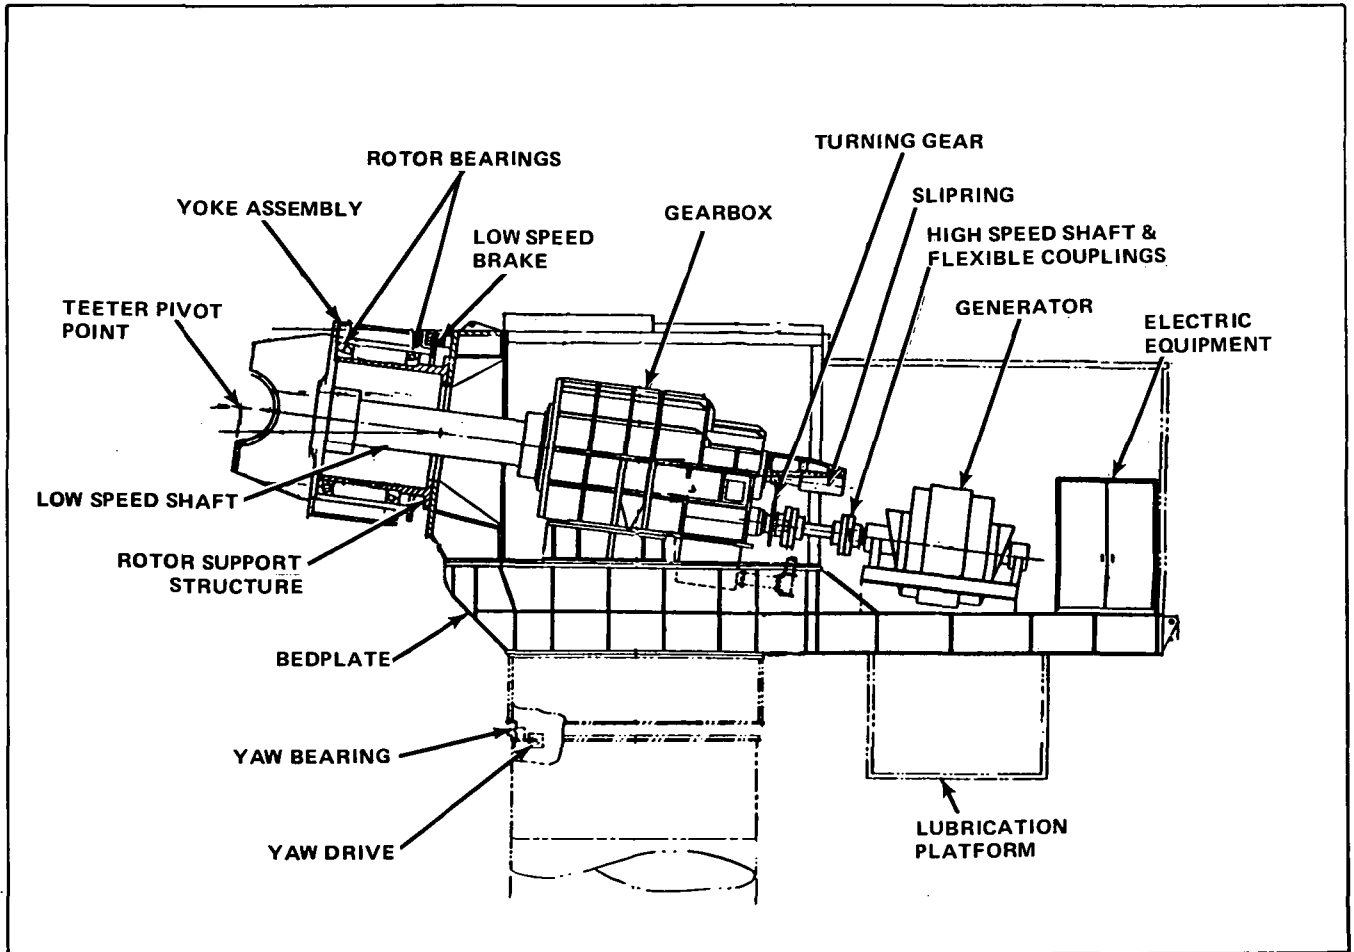 TURNING GEAR
ROTOR BEARINGS
SLIPRING
YOKE ASSEMBLY
GEARBOX
LOW SPEED
BRAKE
HIGH SPEED SHAFT &
FLEXIBLE COUPLINGS
TEETER PIVOT
POINT
GENERATOR
ELECTRIC
EQUIPMENT
LOW SPEED SHAFT
ROTOR SUPPORT
STRUCTURE
BEDPLATE
YAW BEARING
YAW DRIVE
LUBRICATION
PLATFORM